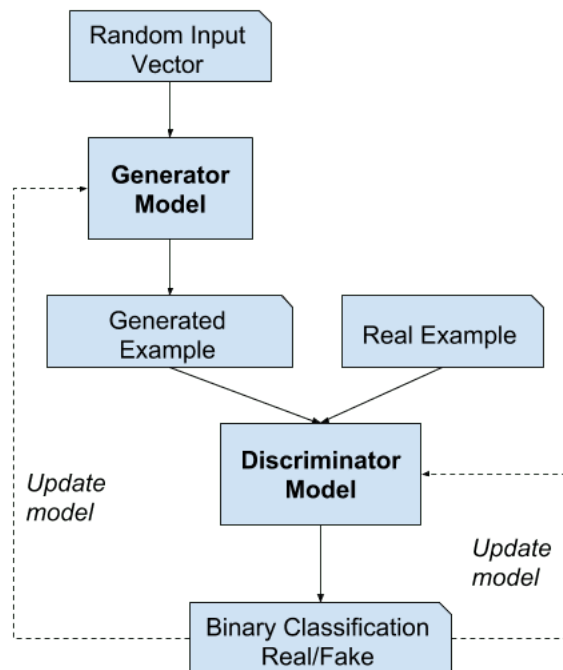 Random Input
Vector
Generator
Model
Generated
Example
Real Example
Discriminator
Model
Update
model
Update
model
Binary Classification
Real/Fake